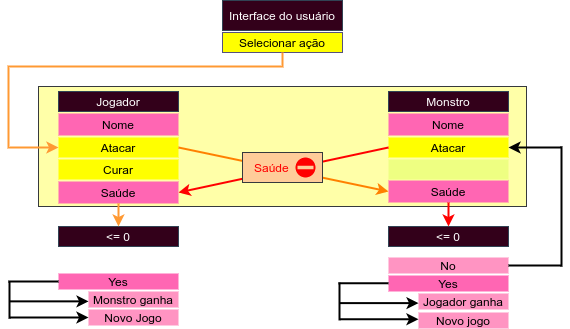 Interface do usuário
Selecionar ação
Jogador
Nome
Atacar
Curar
Saúde
<= 0
Yes
Monstro ganha
Novo Jogo
Saúde
Monstro
Nome
Atacar
Saúde
<= 0
No
Yes
Jogador ganha
Novo jogo